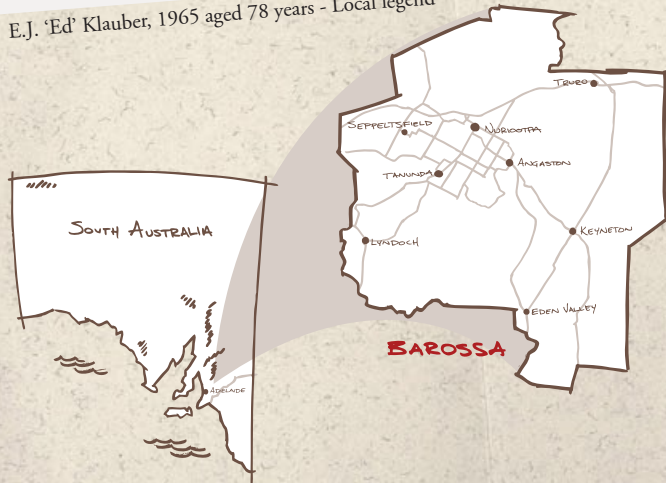 E.J. ‘Ed’ Klauber, 1965 aged 78 years - Local legend
TRURO
SEPPELTSFIELD
NURIOOTPA
ANGASTON
TANUNDA
SOUTH AUSTRALIA
KEYNETON
LYNDOCH
EDEN VALLEY
BAROSSA
ADELAIDE